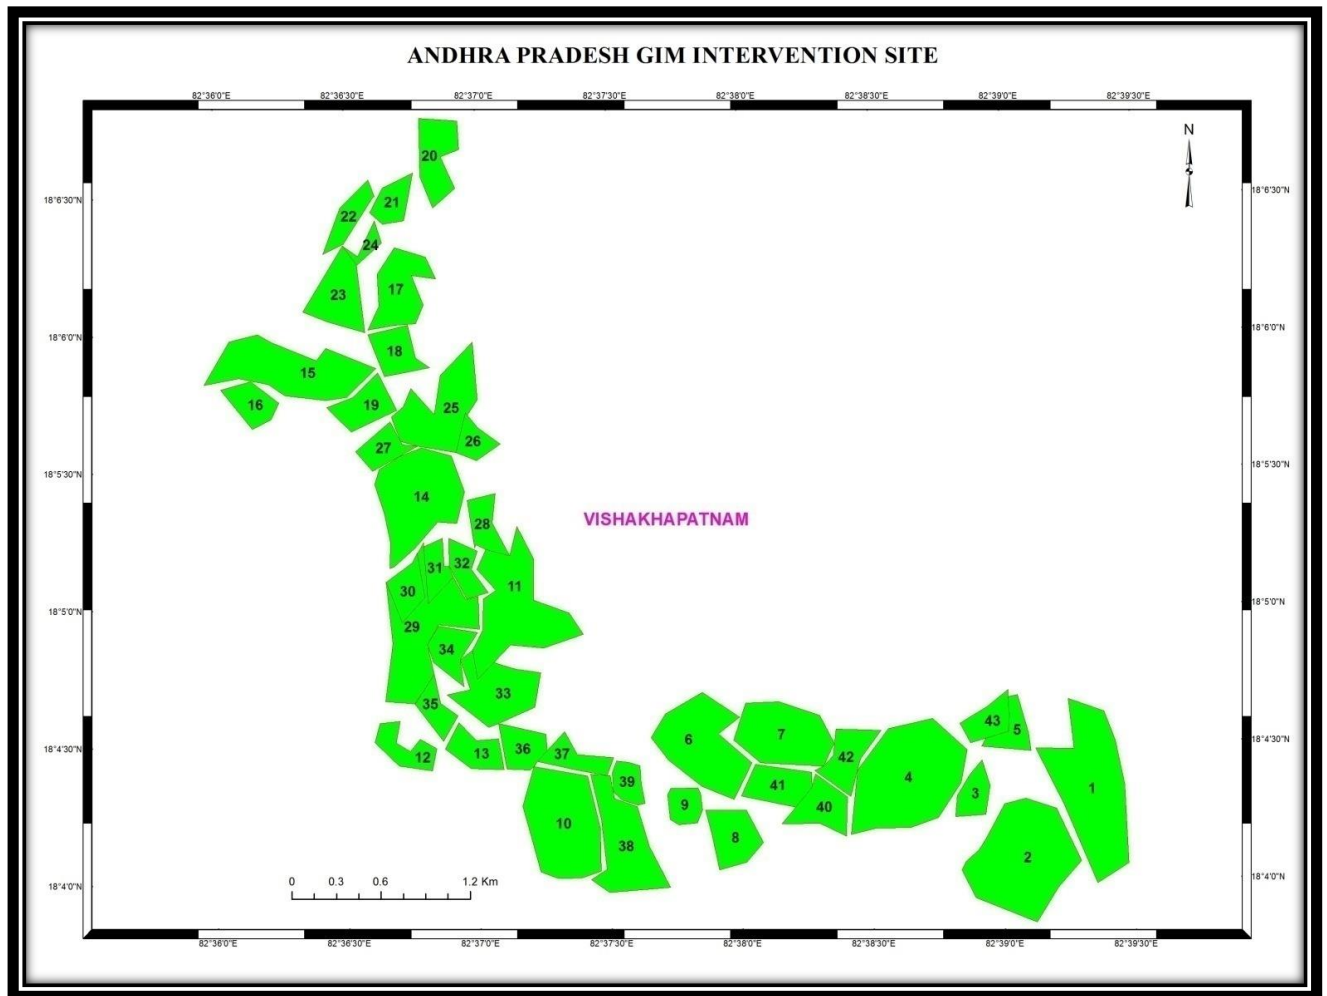 ANDHRA PRADESH GIM INTERVENTION SITE
82°36'0"E 82°36'30"E 82°37'0"E 82°37'30"E 82°38'0"E 82°38'30"E 82°39'0"E 82°39'30"E
N
20
18°6'30"N 22 21 18°6'30"N
24
23 17
18°6'0"N 18°6'0"N
18
15
16 19 25
27 26
18°5'30"N 18°5'30"N
14
28 VISHAKHAPATNAM
31 32
30 11
18°5'0"N 18°5'0"N
29
34
35 33
43 5
6 7
18°4'30"N 12 13 36 37 42 18°4'30"N
39 41 4
9 40 3 1
10 8
38 2
0 0.3 0.6 1.2 Km
18°4'0"N 18°4'0"N
82°36'0"E 82°36'30"E 82°37'0"E 82°37'30"E 82°38'0"E 82°38'30"E 82°39'0"E 82°39'30"E